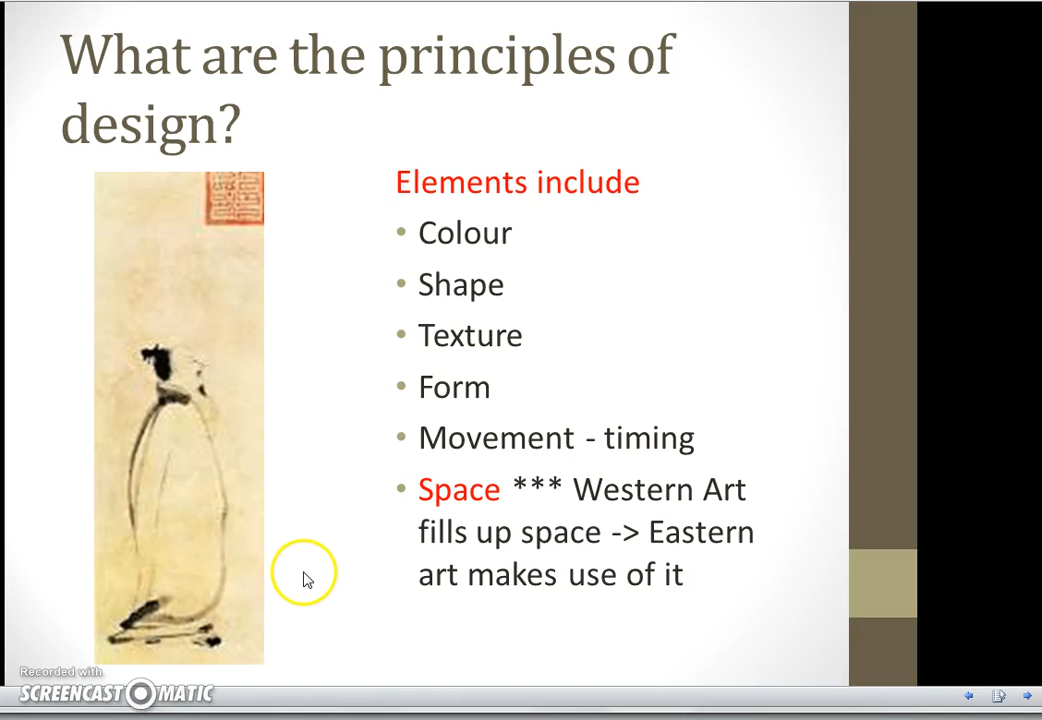 What are the principles of
design?
Elements include
• Colour
• Shape
• Texture
• Form
• Movement - timing
• Space *** Western Art
fills up space -> Eastern
art makes use of it
Recorded with
SCREENCAST MATIC